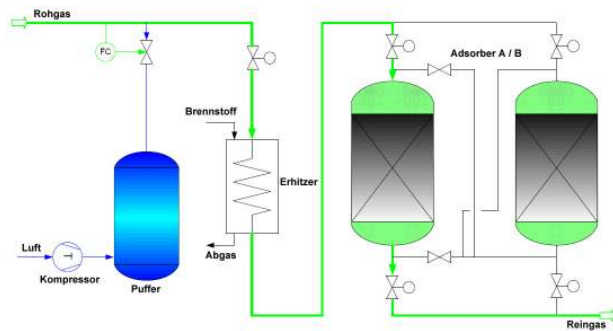 Rohgas
FC
Adsorber A / B
Brennstoff
Erhitzer
Luft
Abgas
Kompressor
Puffer
Reingas